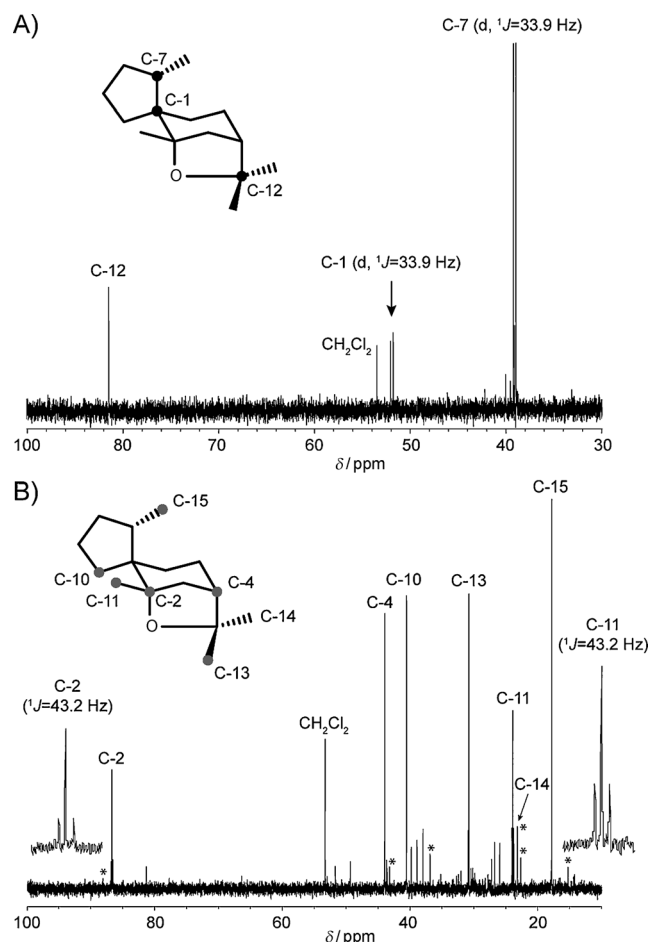 A)
C-7 (d, ¹J=33.9 Hz)
C-7
C-1
O
C-12
C-12
C-1 (d, ¹J=33.9 Hz)
CH₂Cl₂
100 90 80 70 60 50 40 30
δ / ppm
B)
C-15
C-15
C-10
C-11
C-2
C-4
O
C-14
C-13
C-10
C-13
C-4
C-11
(¹J=43.2 Hz)
C-2
(¹J=43.2 Hz)
C-11
CH₂Cl₂
C-2
C-14
*
*
*
*
*
*
100 80 60 40 20
δ / ppm